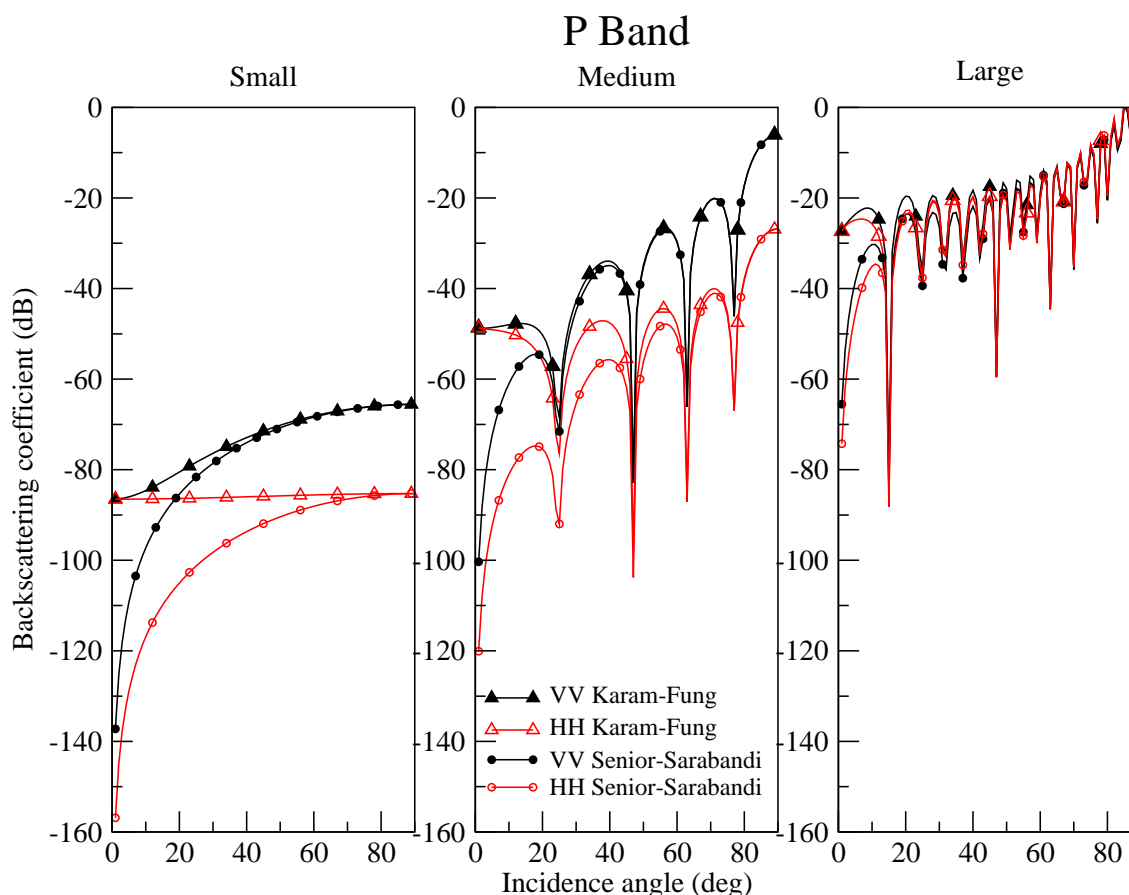 P Band
Small
Medium
Large
Backscattering coefficient (dB)
0
-20
-40
-60
-80
-100
-120
-140
-160
0 20 40 60 80
0
-20
-40
-60
-80
-100
-120
-140
-160
0 20 40 60 80
0
-20
-40
-60
-80
-100
-120
-140
-160
0 20 40 60 80
VV Karam-Fung
HH Karam-Fung
VV Senior-Sarabandi
HH Senior-Sarabandi
Incidence angle (deg)